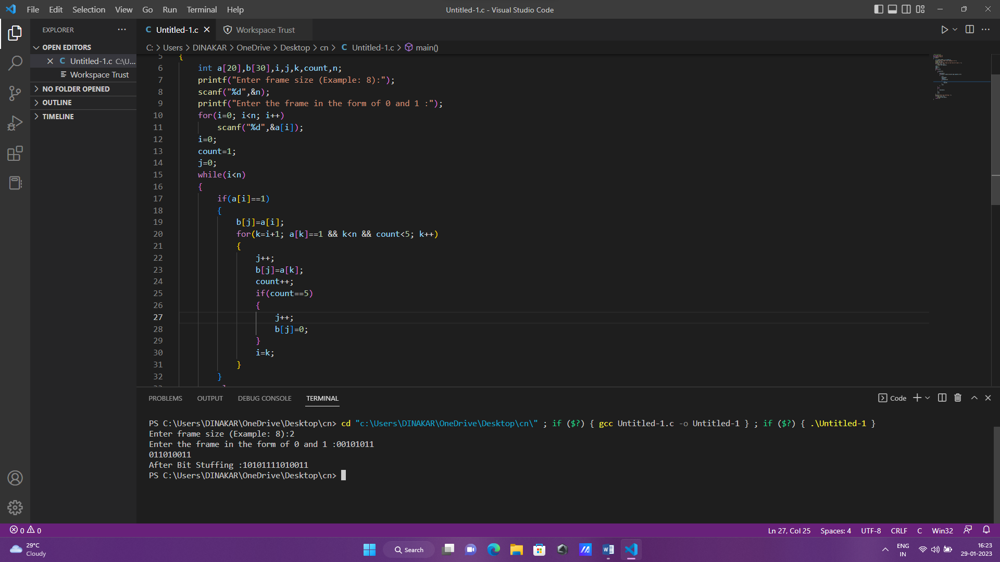 File Edit Selection View Go Run Terminal Help
Untitled-1.c - Visual Studio Code
EXPLORER
OPEN EDITORS
Untitled-1.c C:\U...
Workspace Trust
NO FOLDER OPENED
OUTLINE
TIMELINE
Untitled-1.c
Workspace Trust
C: > Users > DINAKAR > OneDrive > Desktop > cn > C Untitled-1.c > main()
5 {
6 int a[20],b[30],i,j,k,count,n;
7 printf("Enter frame size (Example: 8):");
8 scanf("%d",&n);
9 printf("Enter the frame in the form of 0 and 1 :");
10 for(i=0; i<n; i++)
11 scanf("%d",&a[i]);
12 i=0;
13 count=1;
14 j=0;
15 while(i<n)
16 {
17 if(a[i]==1)
18 {
19 b[j]=a[i];
20 for(k=i+1; a[k]==1 && k<n && count<5; k++)
21 {
22 j++;
23 b[j]=a[k];
24 count++;
25 if(count==5)
26 {
27 j++;
28 b[j]=0;
29 }
30 i=k;
31 }
32 }
PROBLEMS OUTPUT DEBUG CONSOLE TERMINAL
Code
PS C:\Users\DINAKAR\OneDrive\Desktop\cn> cd "c:\Users\DINAKAR\OneDrive\Desktop\cn\" ; if ($?) { gcc Untitled-1.c -o Untitled-1 } ; if ($?) { .\Untitled-1 }
Enter frame size (Example: 8):2
Enter the frame in the form of 0 and 1 :00101011
011010011
After Bit Stuffing :10101111010011
PS C:\Users\DINAKAR\OneDrive\Desktop\cn>
0 0
Ln 27, Col 25 Spaces: 4 UTF-8 CRLF C Win32
29°C
Cloudy
Search
ENG
IN
16:23
29-01-2023